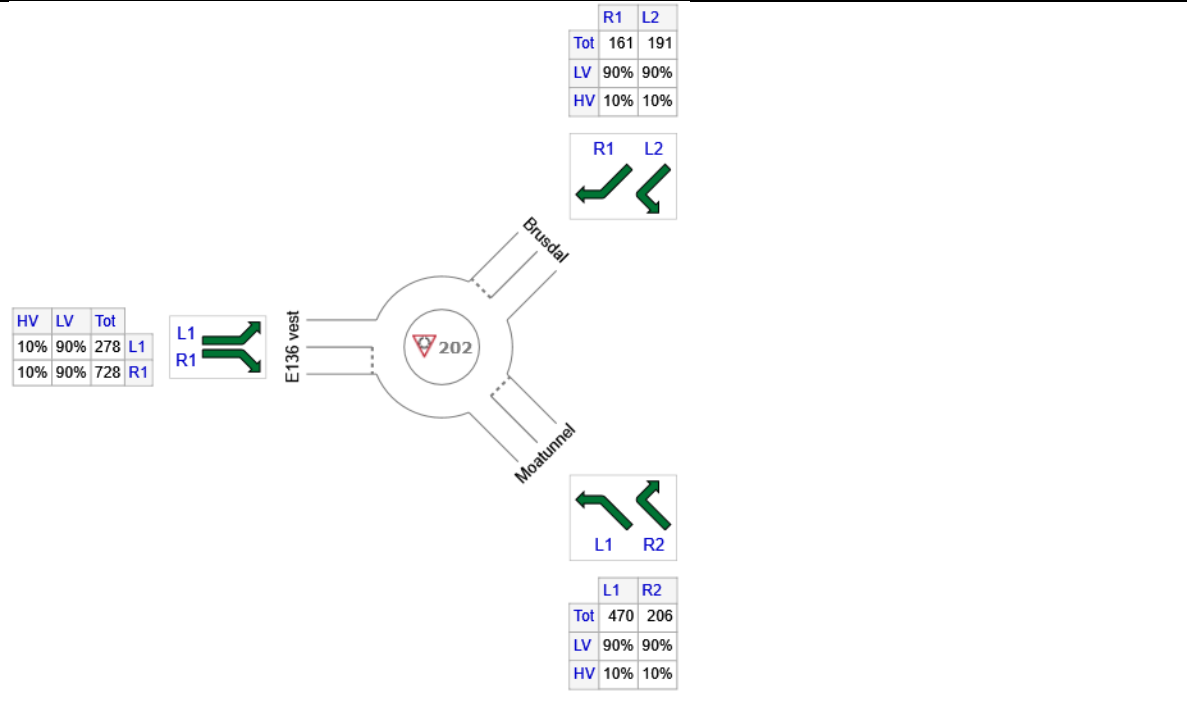 R1 L2
Tot 161 191
LV 90% 90%
HV 10% 10%
R1 L2
Brusdal
HV LV Tot
10% 90% 278 L1
10% 90% 728 R1
L1
R1
E136 vest
202
Moatunnel
L1 R2
L1 R2
Tot 470 206
LV 90% 90%
HV 10% 10%